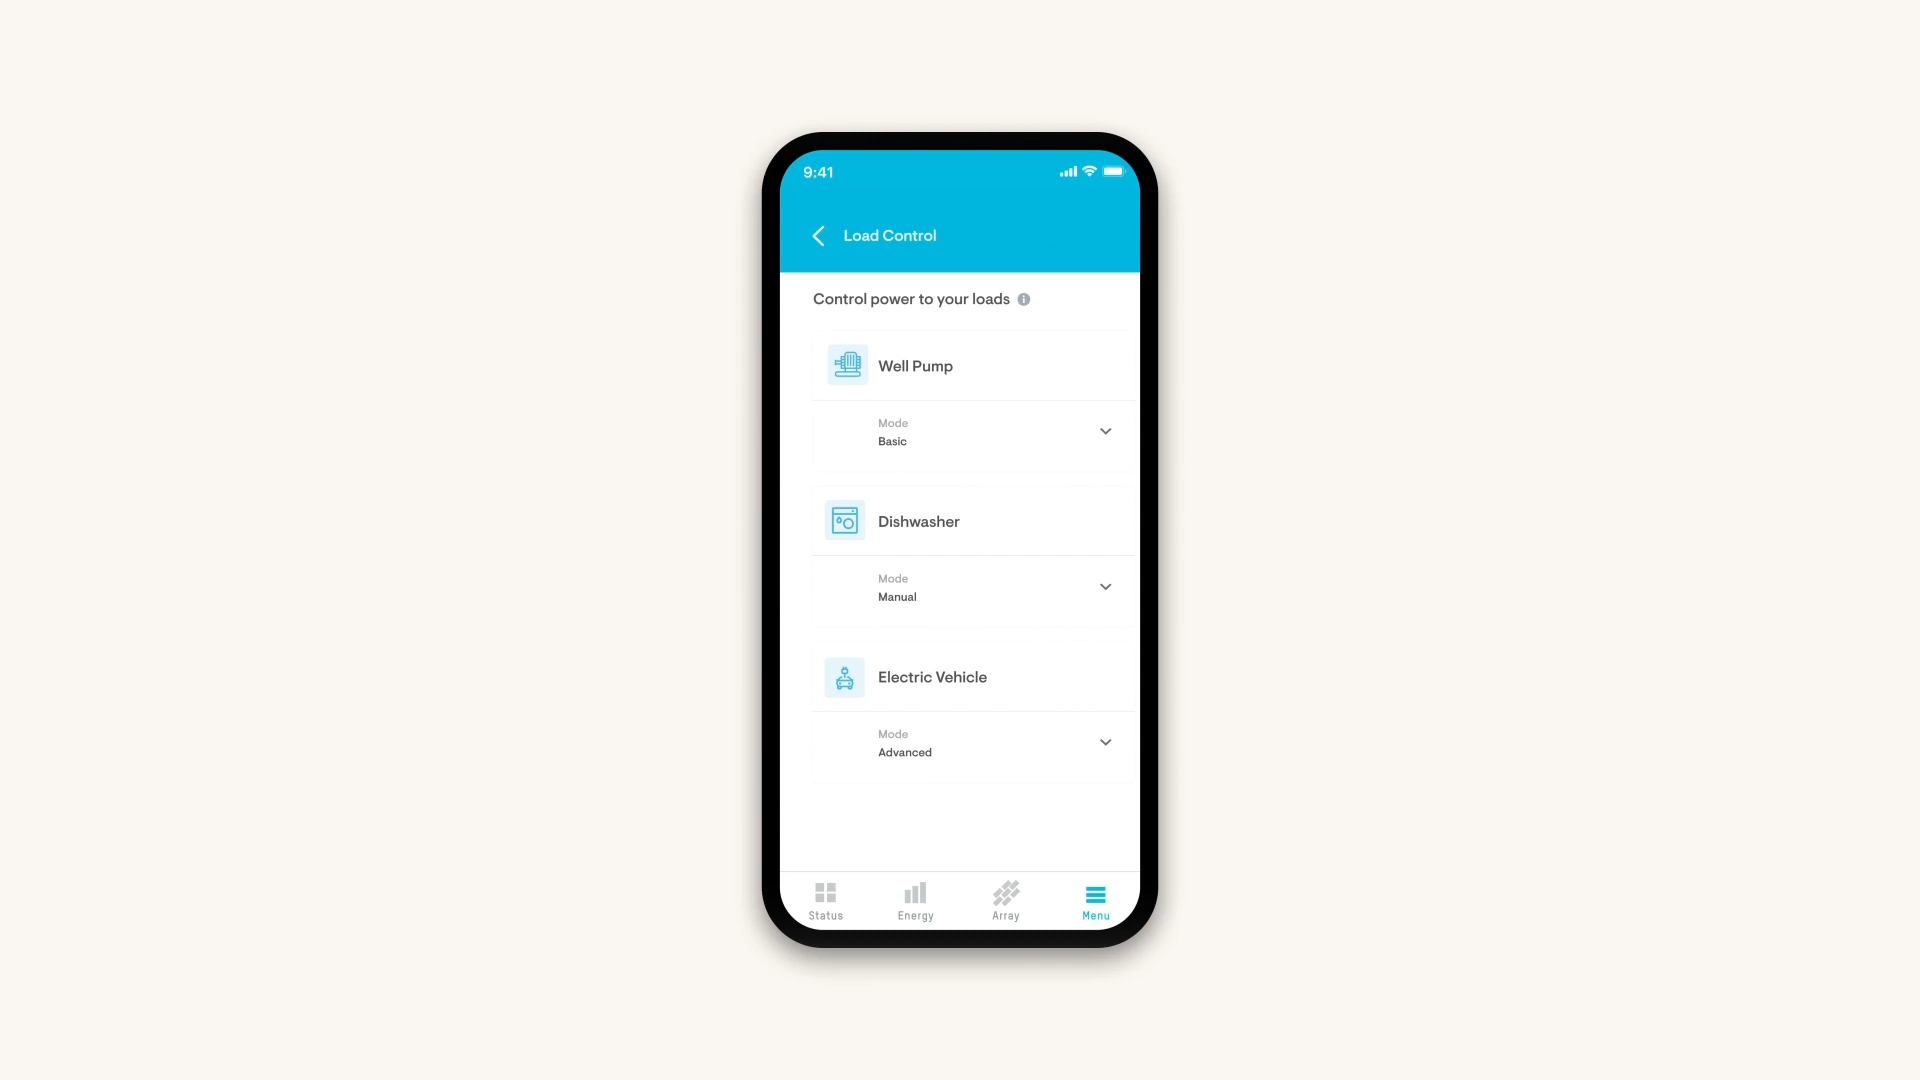 9:41
Load Control
Control power to your loads
Well Pump
Mode
Basic
Dishwasher
Mode
Manual
Electric Vehicle
Mode
Advanced
Status
Energy
Array
Menu